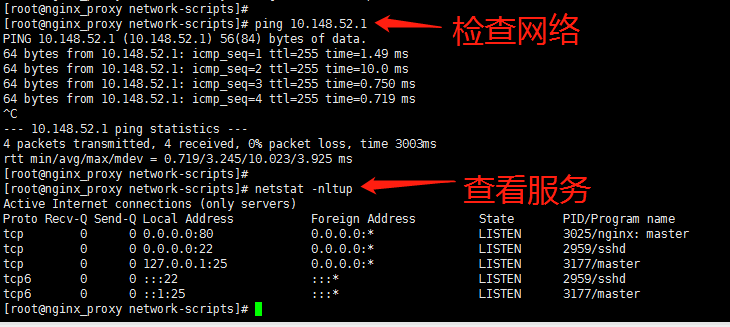 [root@nginx_proxy network-scripts]#
[root@nginx_proxy network-scripts]# ping 10.148.52.1
检查网络
PING 10.148.52.1 (10.148.52.1) 56(84) bytes of data.
64 bytes from 10.148.52.1: icmp_seq=1 ttl=255 time=1.49 ms
64 bytes from 10.148.52.1: icmp_seq=2 ttl=255 time=10.0 ms
64 bytes from 10.148.52.1: icmp_seq=3 ttl=255 time=0.750 ms
64 bytes from 10.148.52.1: icmp_seq=4 ttl=255 time=0.719 ms
^C
--- 10.148.52.1 ping statistics ---
4 packets transmitted, 4 received, 0% packet loss, time 3003ms
rtt min/avg/max/mdev = 0.719/3.245/10.023/3.925 ms
[root@nginx_proxy network-scripts]#
[root@nginx_proxy network-scripts]# netstat -nltup
查看服务
Active Internet connections (only servers)
Proto Recv-Q Send-Q Local Address Foreign Address State PID/Program name
tcp 0 0 0.0.0.0:80 0.0.0.0:* LISTEN 3025/nginx: master
tcp 0 0 0.0.0.0:22 0.0.0.0:* LISTEN 2959/sshd
tcp 0 0 127.0.0.1:25 0.0.0.0:* LISTEN 3177/master
tcp6 0 0 :::22 :::* LISTEN 2959/sshd
tcp6 0 0 ::1:25 :::* LISTEN 3177/master
[root@nginx_proxy network-scripts]#